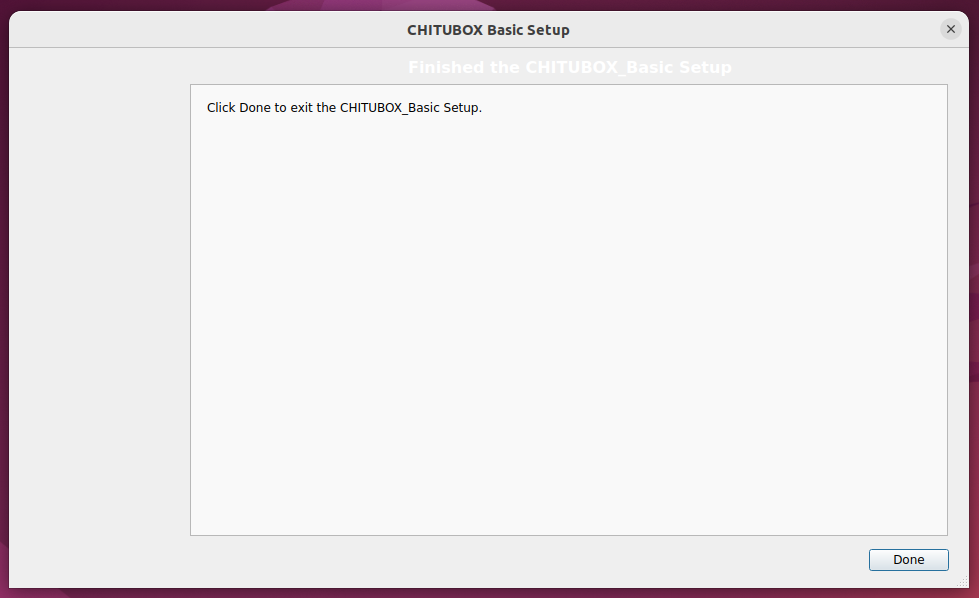 CHITUBOX Basic Setup
Finished the CHITUBOX_Basic Setup
Click Done to exit the CHITUBOX_Basic Setup.
Done